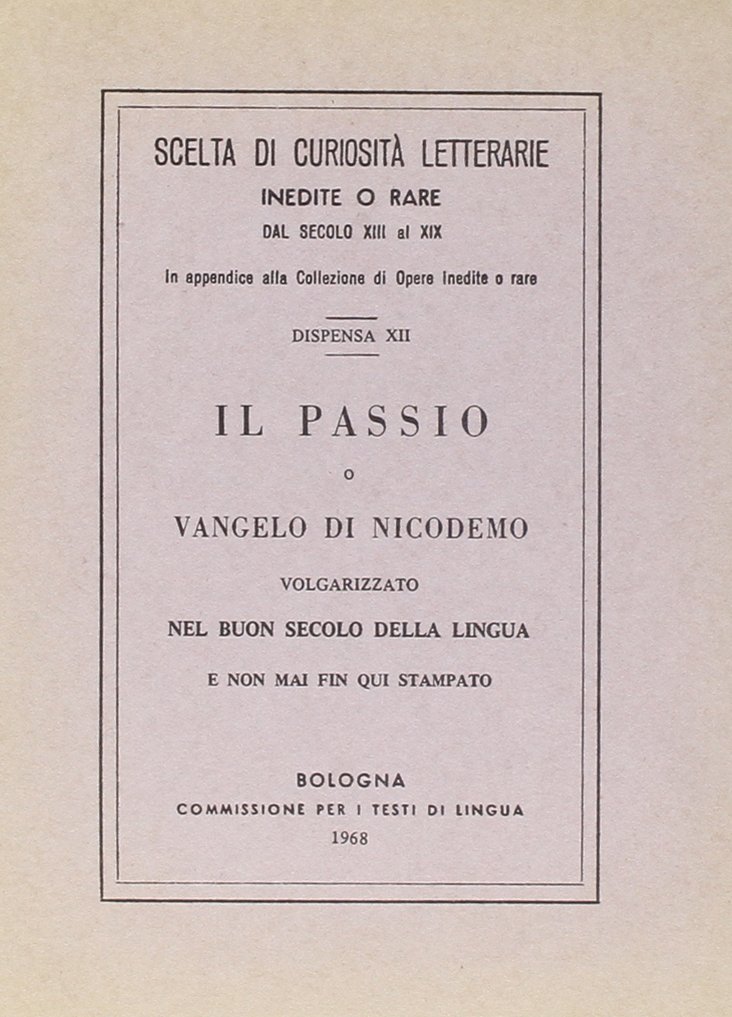 SCELTA DI CURIOSITÀ LETTERARIE
INEDITE O RARE
DAL SECOLO XIII al XIX
In appendice alla Collezione di Opere inedite o rare
DISPENSA XII
IL PASSIO
O
VANGELO DI NICODEMO
VOLGARIZZATO
NEL BUON SECOLO DELLA LINGUA
E NON MAI FIN QUI STAMPATO
BOLOGNA
COMMISSIONE PER I TESTI DI LINGUA
1968